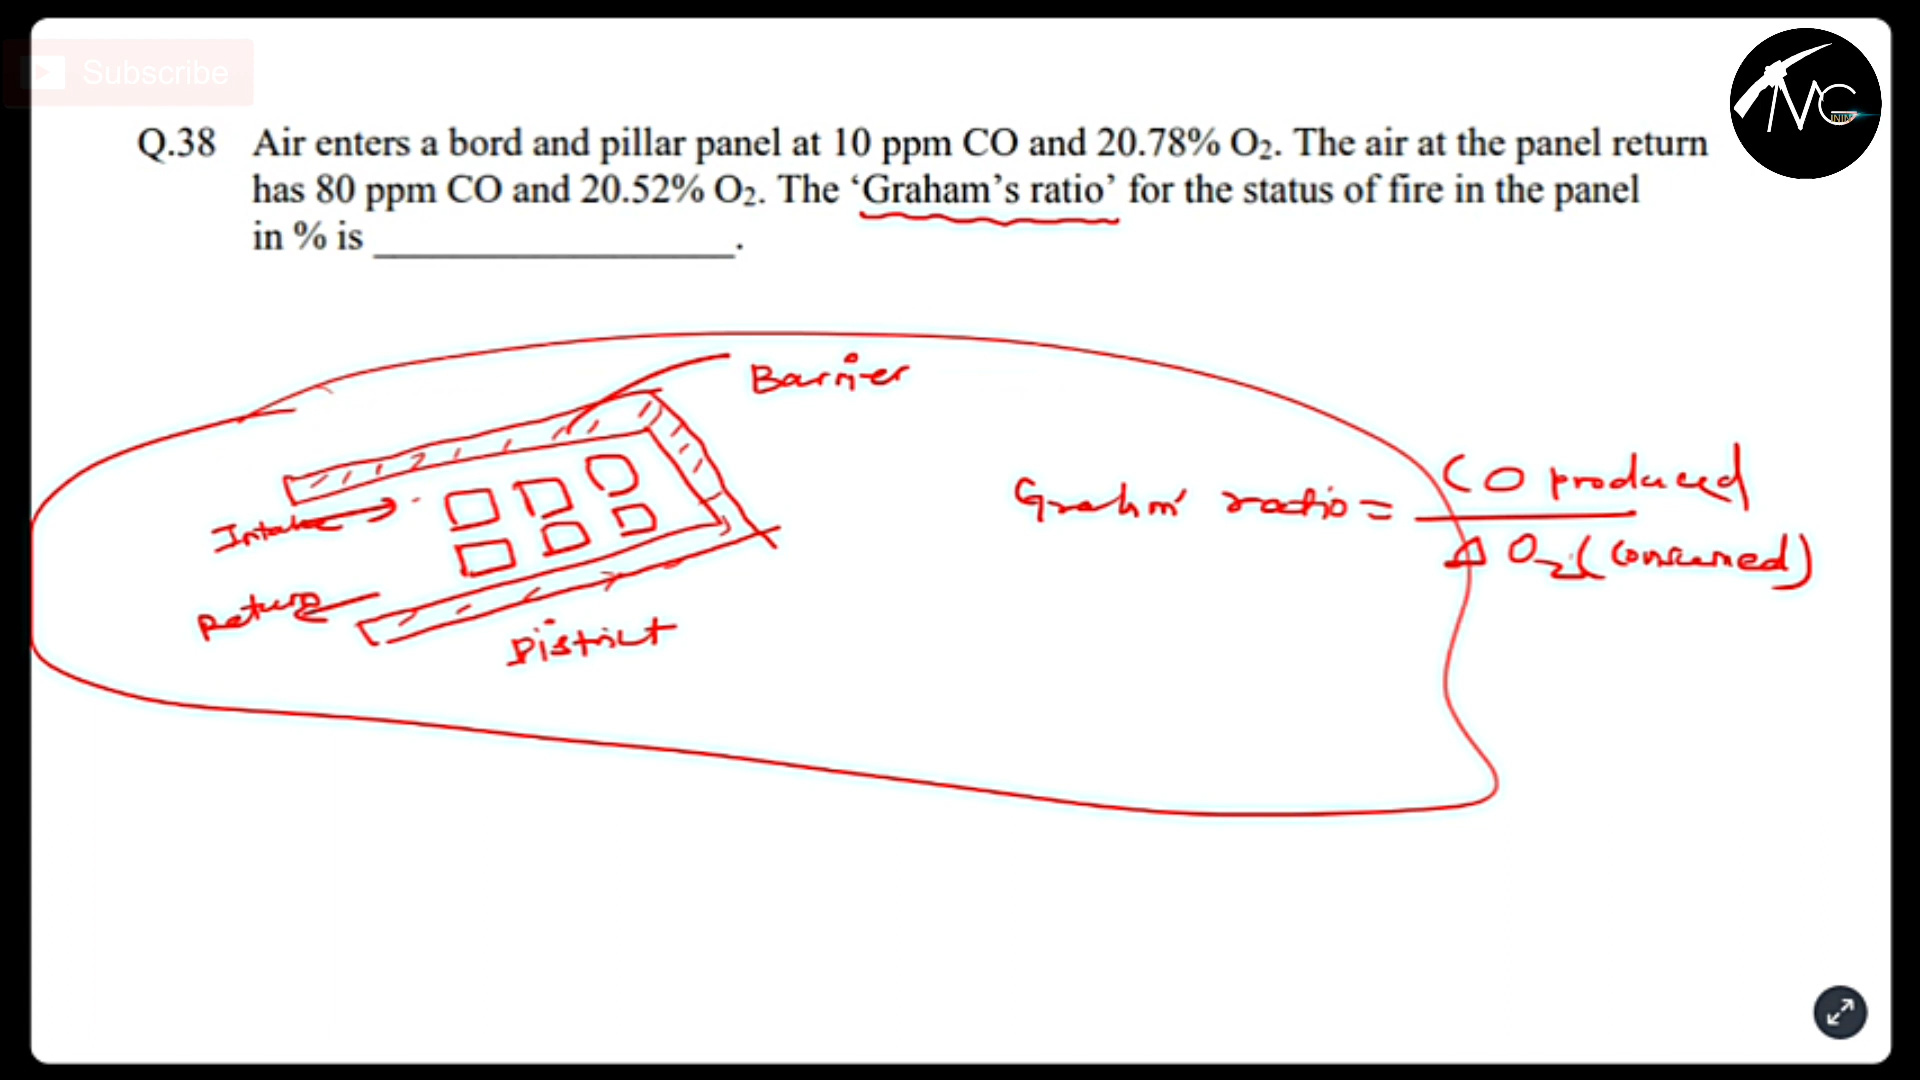 Subscribe
Q.38 Air enters a bord and pillar panel at 10 ppm CO and 20.78% O₂. The air at the panel return
has 80 ppm CO and 20.52% O₂. The ‘Graham’s ratio’ for the status of fire in the panel
in % is ____________________.
Barrier
Intake
Return
District
Graham' ratio = CO produced
Δ O₂ (consumed)
MG